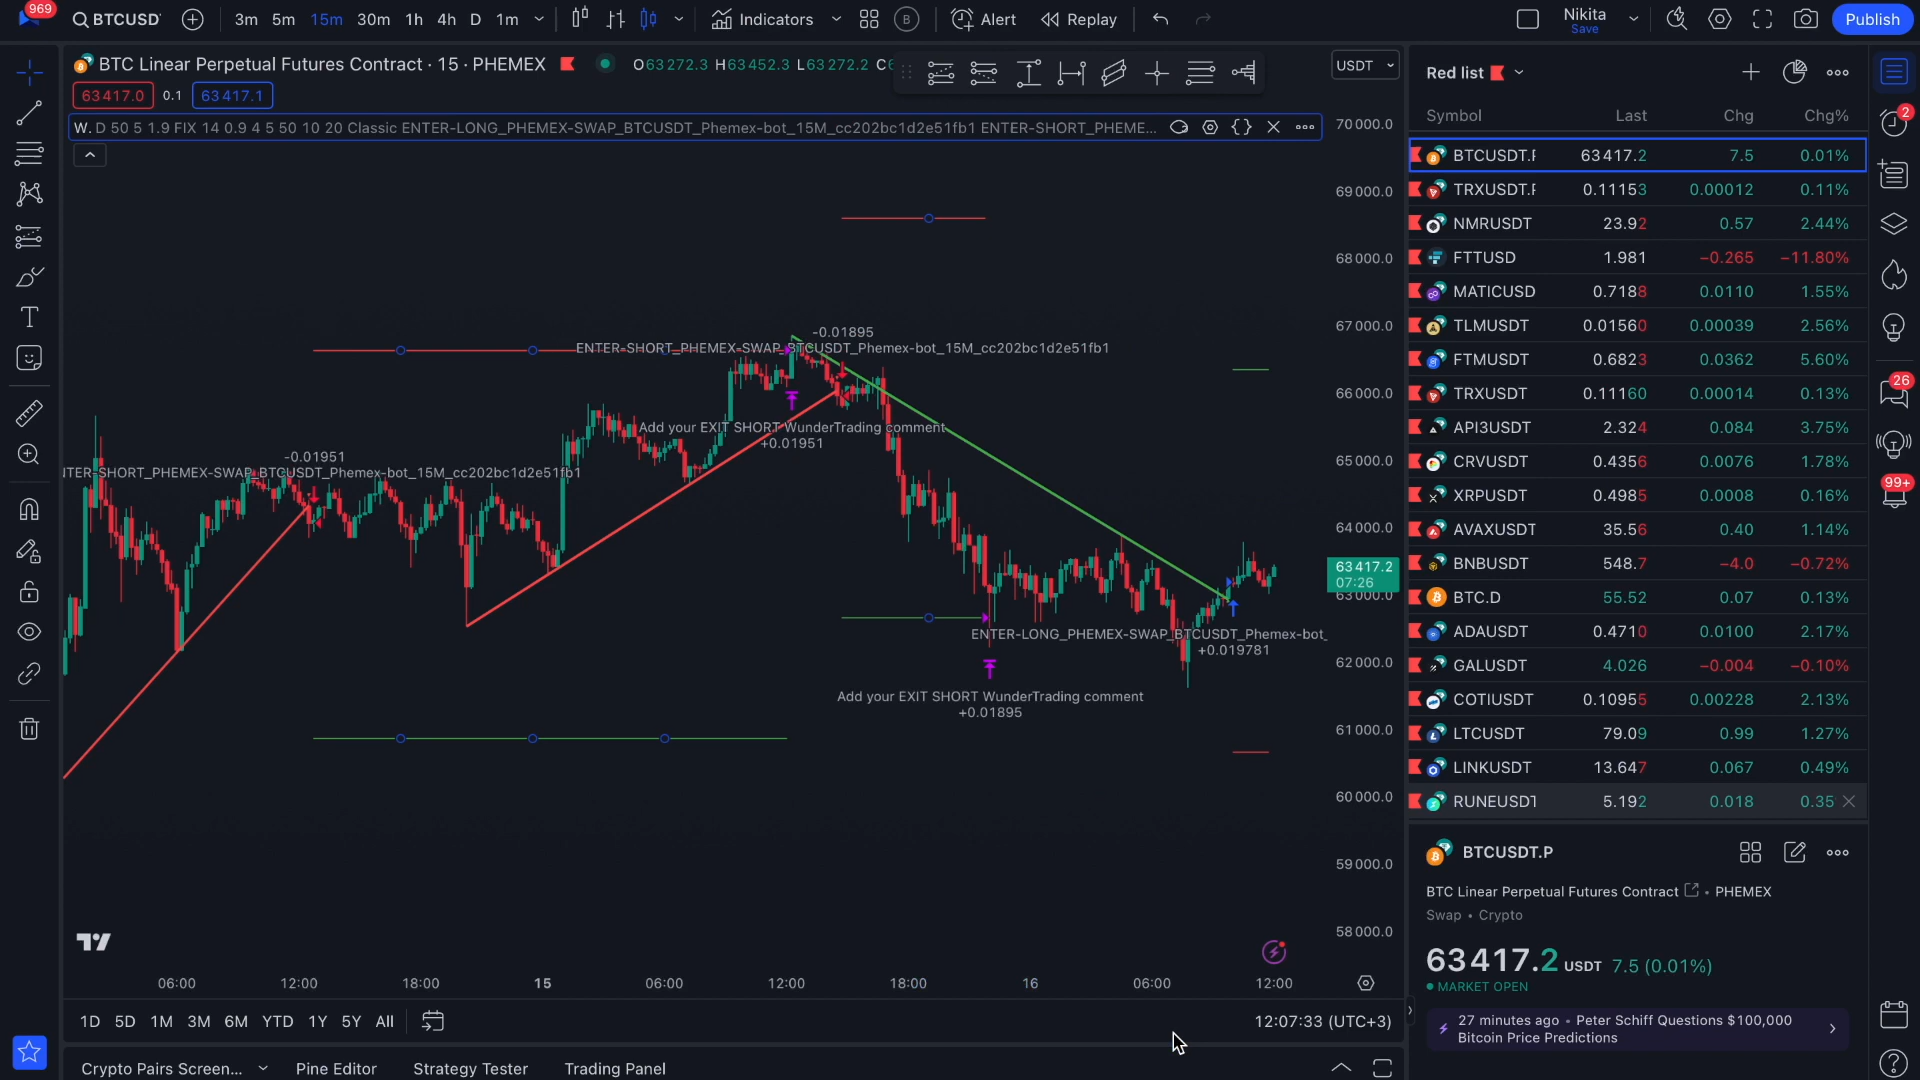 969
BTCUSD
3m 5m 15m 30m 1h 4h D 1m
Indicators
B
Alert
Replay
Nikita
Save
Publish
BTC Linear Perpetual Futures Contract · 15 · PHEMEX
O63272.3 H63452.3 L63272.2
63417.0 0.1 63417.1
W. D 50 5 1.9 FIX 14 0.9 4 5 50 10 20 Classic ENTER-LONG_PHEMEX-SWAP_BTCUSDT_Phemex-bot_15M_cc202bc1d2e51fb1 ENTER-SHORT_PHEME...
USDT
70000.0
69000.0
68000.0
67000.0
66000.0
65000.0
64000.0
63417.2
07:26
63000.0
62000.0
61000.0
60000.0
59000.0
58000.0
-0.01895
ENTER-SHORT_PHEMEX-SWAP_BTCUSDT_Phemex-bot_15M_cc202bc1d2e51fb1
Add your EXIT SHORT WunderTrading comment
+0.01951
-0.01951
NTER-SHORT_PHEMEX-SWAP_BTCUSDT_Phemex-bot_15M_cc202bc1d2e51fb1
ENTER-LONG_PHEMEX-SWAP_BTCUSDT_Phemex-bot_
+0.019781
Add your EXIT SHORT WunderTrading comment
+0.01895
06:00 12:00 18:00 15 06:00 12:00 18:00 16 06:00 12:00
1D 5D 1M 3M 6M YTD 1Y 5Y All
12:07:33 (UTC+3)
Crypto Pairs Screen... Pine Editor Strategy Tester Trading Panel
Red list
Symbol Last Chg Chg%
BTCUSDT.F 63417.2 7.5 0.01%
TRXUSDT.F 0.11153 0.00012 0.11%
NMRUSDT 23.92 0.57 2.44%
FTTUSD 1.981 −0.265 −11.80%
MATICUSD 0.7188 0.0110 1.55%
TLMUSDT 0.01560 0.00039 2.56%
FTMUSDT 0.6823 0.0362 5.60%
TRXUSDT 0.11160 0.00014 0.13%
API3USDT 2.324 0.084 3.75%
CRVUSDT 0.4356 0.0076 1.78%
XRPUSDT 0.4985 0.0008 0.16%
AVAXUSDT 35.56 0.40 1.14%
BNBUSDT 548.7 −4.0 −0.72%
BTC.D 55.52 0.07 0.13%
ADAUSDT 0.4710 0.0100 2.17%
GALUSDT 4.026 −0.004 −0.10%
COTIUSDT 0.10955 0.00228 2.13%
LTCUSDT 79.09 0.99 1.27%
LINKUSDT 13.647 0.067 0.49%
RUNEUSDT 5.192 0.018 0.35
BTCUSDT.P
BTC Linear Perpetual Futures Contract • PHEMEX
Swap • Crypto
63417.2 USDT 7.5 (0.01%)
MARKET OPEN
27 minutes ago • Peter Schiff Questions $100,000
Bitcoin Price Predictions
2
26
99+